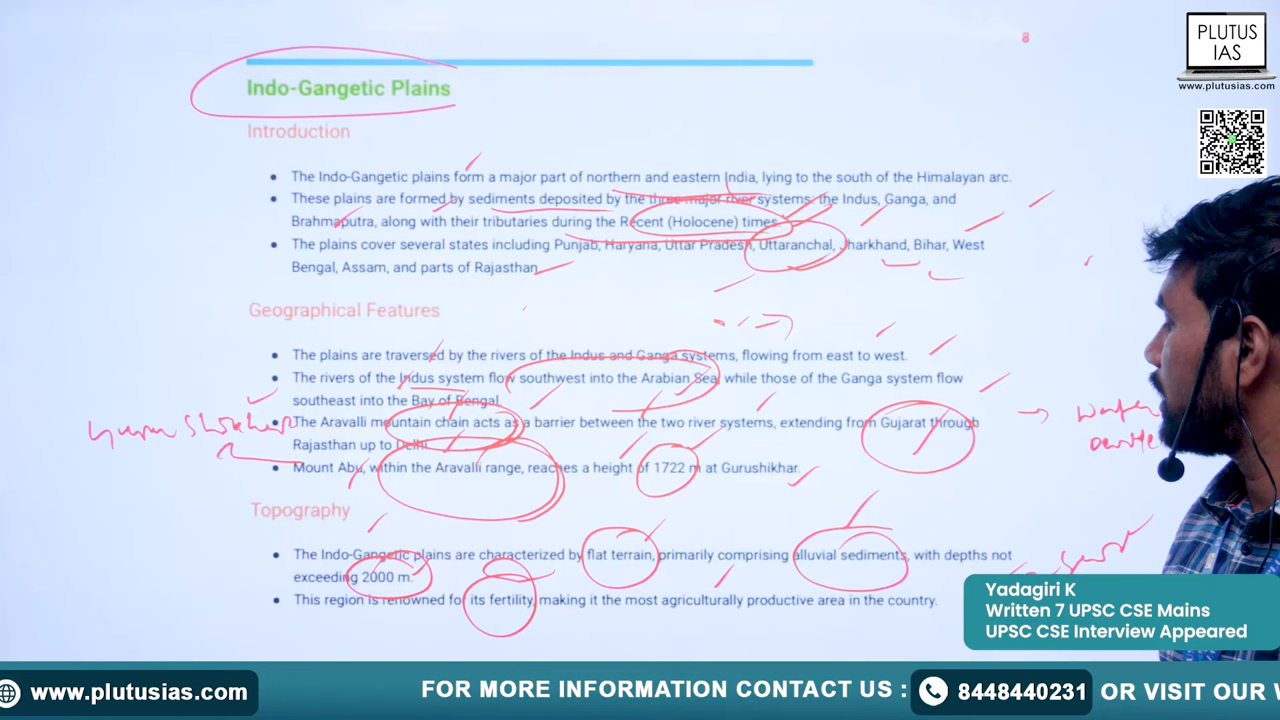 8
PLUTUS
IAS
www.plutusias.com
Indo-Gangetic Plains
Introduction
● The Indo-Gangetic plains form a major part of northern and eastern India, lying to the south of the Himalayan arc.
● These plains are formed by sediments deposited by the three major river systems: the Indus, Ganga, and
Brahmaputra, along with their tributaries during the Recent (Holocene) times.
● The plains cover several states including Punjab, Haryana, Uttar Pradesh, Uttaranchal, Jharkhand, Bihar, West
Bengal, Assam, and parts of Rajasthan
Geographical Features
● The plains are traversed by the rivers of the Indus and Ganga systems, flowing from east to west.
● The rivers of the Indus system flow southwest into the Arabian Sea, while those of the Ganga system flow
southeast into the Bay of Bengal.
● The Aravalli mountain chain acts as a barrier between the two river systems, extending from Gujarat through
Rajasthan up to Delhi.
● Mount Abu, within the Aravalli range, reaches a height of 1722 m at Gurushikhar.
Topography
● The Indo-Gangetic plains are characterized by flat terrain, primarily comprising alluvial sediments, with depths not
exceeding 2000 m.
● This region is renowned for its fertility, making it the most agriculturally productive area in the country.
Yadagiri K
Written 7 UPSC CSE Mains
UPSC CSE Interview Appeared
www.plutusias.com
FOR MORE INFORMATION CONTACT US :
8448440231
OR VISIT OUR